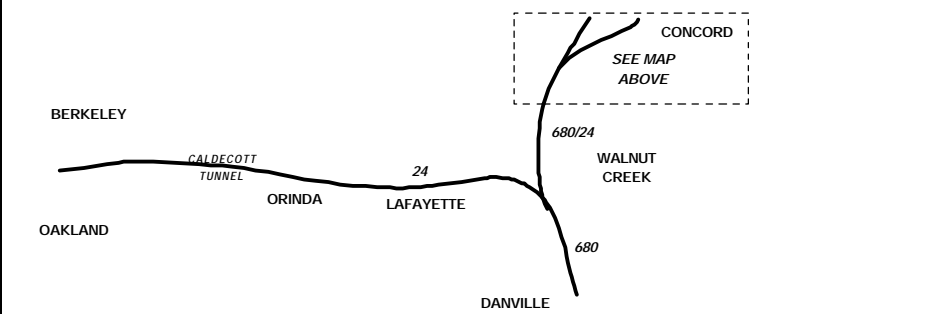 CONCORD
SEE MAP
ABOVE
BERKELEY
680/24
CALDECOTT
TUNNEL
WALNUT
CREEK
24
ORINDA
LAFAYETTE
OAKLAND
680
DANVILLE